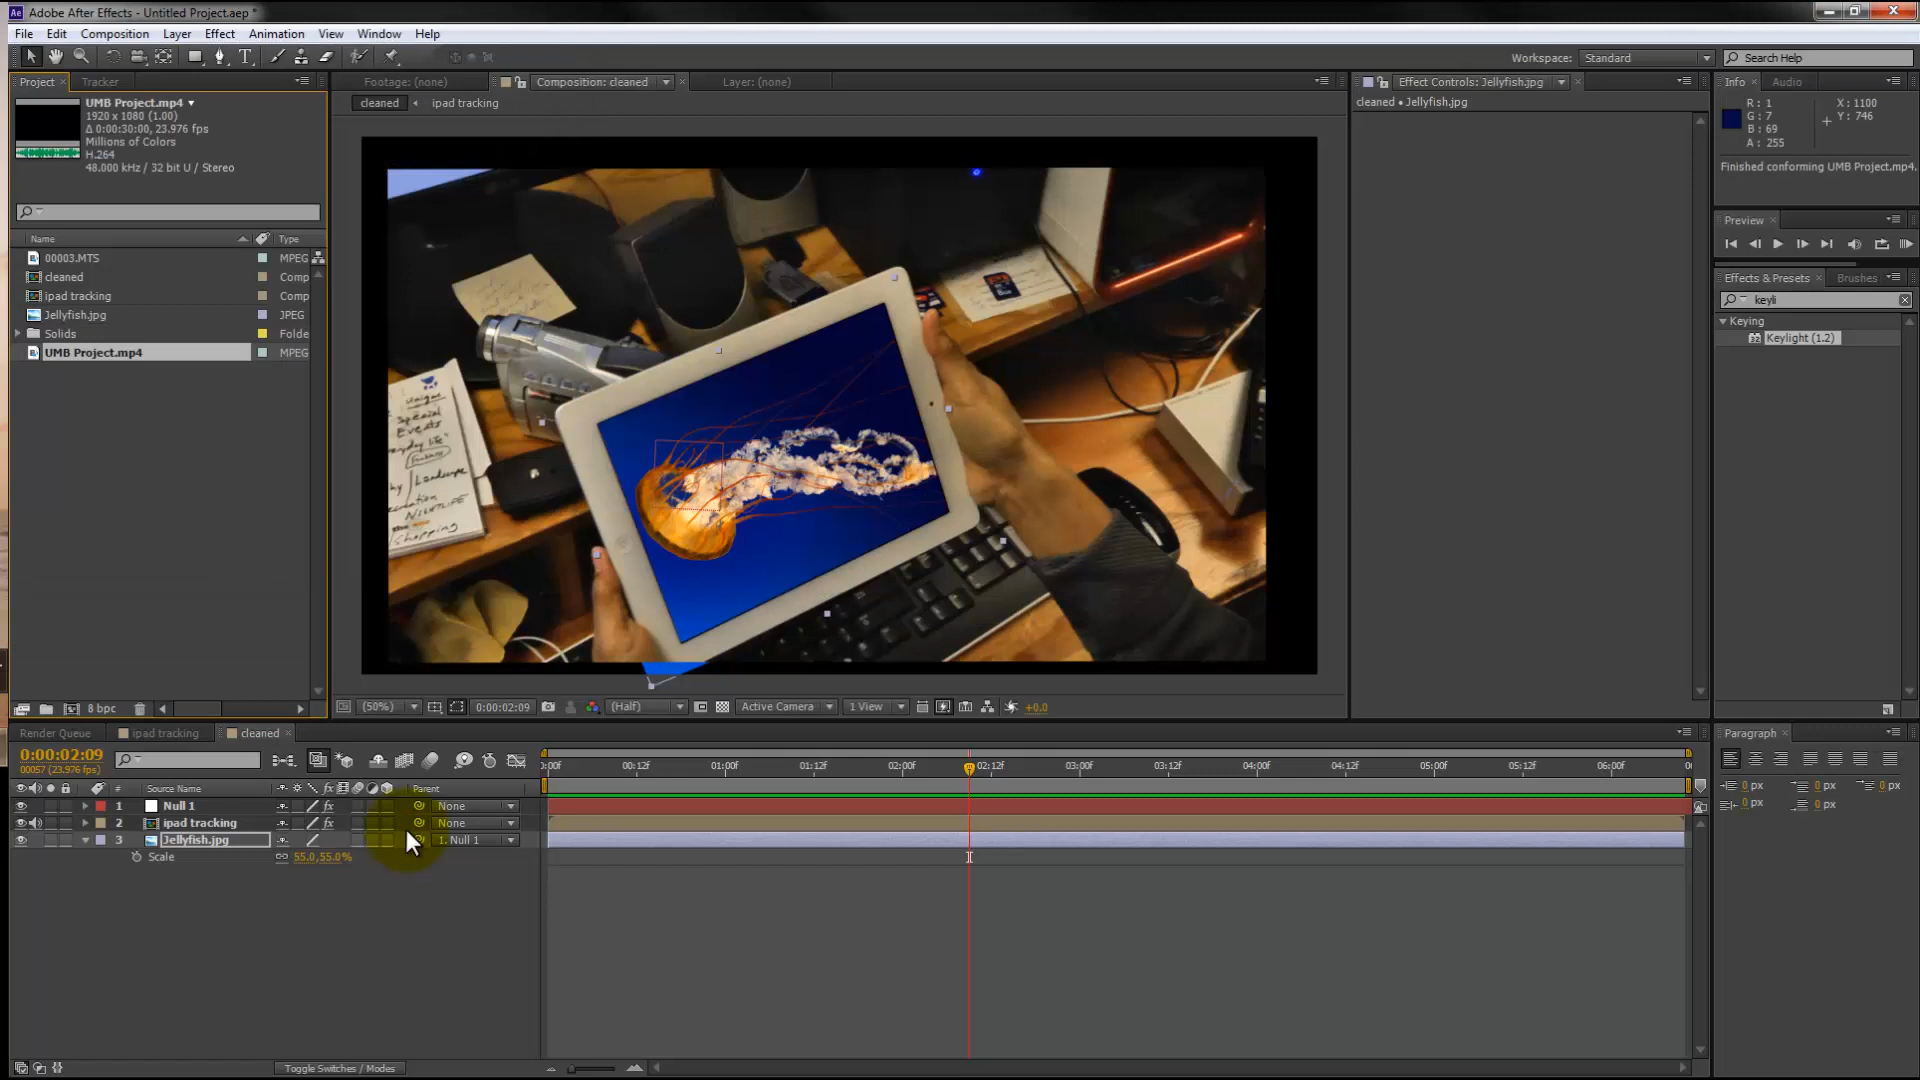 Adobe After Effects - Untitled Project.aep *
File Edit Composition Layer Effect Animation View Window Help
Workspace: Standard Search Help
Project Tracker Footage: (none) Composition: cleaned Layer: (none) Effect Controls: Jellyfish.jpg Info Audio
UMB Project.mp4
1920 x 1080 (1.00)
Δ 0:00:30:00, 23.976 fps
Millions of Colors
H.264
48.000 kHz / 32 bit U / Stereo
cleaned ipad tracking
cleaned • Jellyfish.jpg
R: 1 X: 1100
G: 7 Y: 746
B: 69
A: 255
Finished conforming UMB Project.mp4.
Name Type
00003.MTS MPEG
cleaned Comp
ipad tracking Comp
Jellyfish.jpg JPEG
Solids Folde
UMB Project.mp4 MPEG
8 bpc
Preview
Effects & Presets Brushes
keyli
Keying
Keylight (1.2)
Unique
Special
Events
Landscape
NIGHTLIFE
Shopping
(50%) 0:00:02:09 (Half) Active Camera 1 View +0.0
Render Queue ipad tracking cleaned
0:00:02:09
00057 (23.976 fps)
# Source Name Parent
1 Null 1 None
2 ipad tracking None
3 Jellyfish.jpg 1. Null 1
Scale 55.0,55.0%
):00f 00:12f 01:00f 01:12f 02:00f 02:12f 03:00f 03:12f 04:00f 04:12f 05:00f 05:12f 06:00f
Toggle Switches / Modes
Paragraph
0 px 0 px 0 px
0 px 0 px